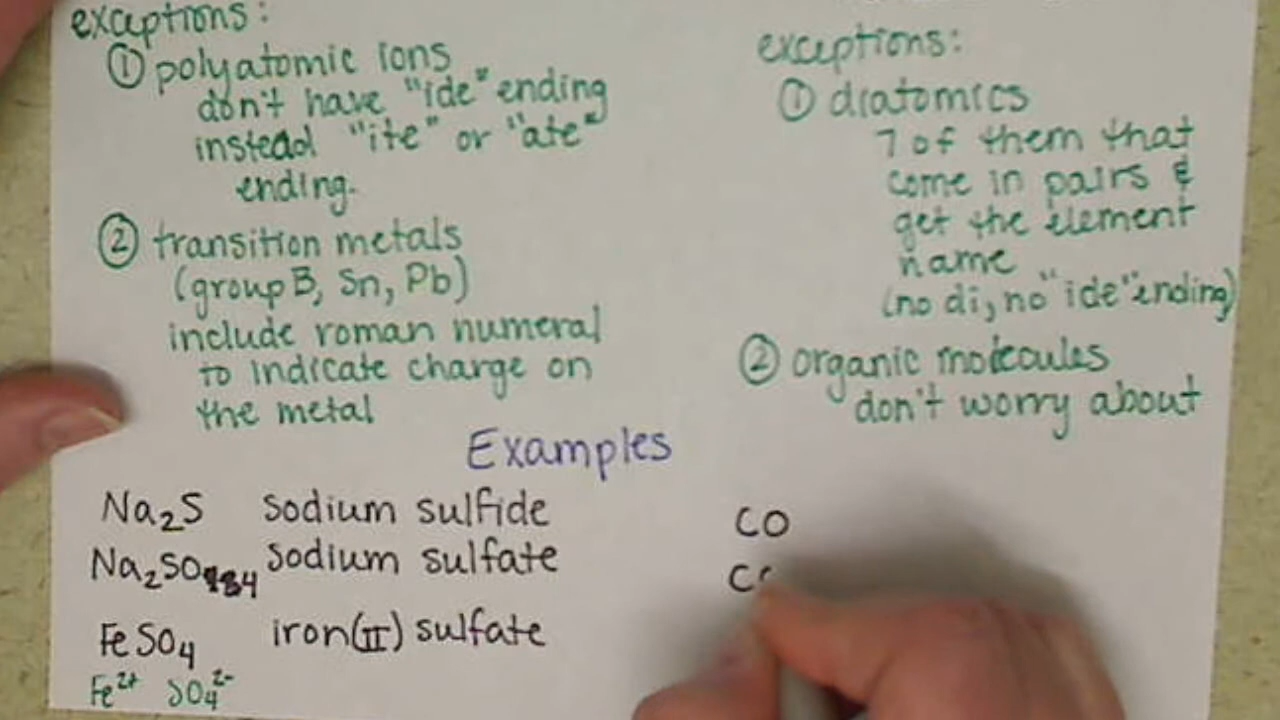 exceptions:
① polyatomic ions
don't have "ide" ending
instead "ite" or "ate"
ending.
② transition metals
(group B, Sn, Pb)
include roman numeral
to indicate charge on
the metal
exceptions:
① diatomics
7 of them that
come in pairs &
get the element
name
(no di, no "ide" ending)
② organic molecules
don't worry about
Examples
Na₂S sodium sulfide
Na₂SO₄ sodium sulfate
FeSO₄ iron(II) sulfate
Fe²⁺ SO₄²⁻
CO
C